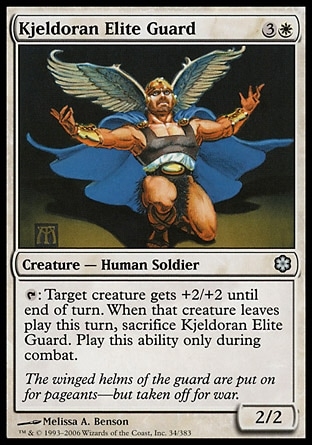 Kjeldoran Elite Guard 3
Creature — Human Soldier
: Target creature gets +2/+2 until
end of turn. When that creature leaves
play this turn, sacrifice Kjeldoran Elite
Guard. Play this ability only during
combat.
The winged helms of the guard are put on
for pageants—but taken off for war.
Melissa A. Benson
™ & © 1993–2006 Wizards of the Coast, Inc. 34/383
2/2